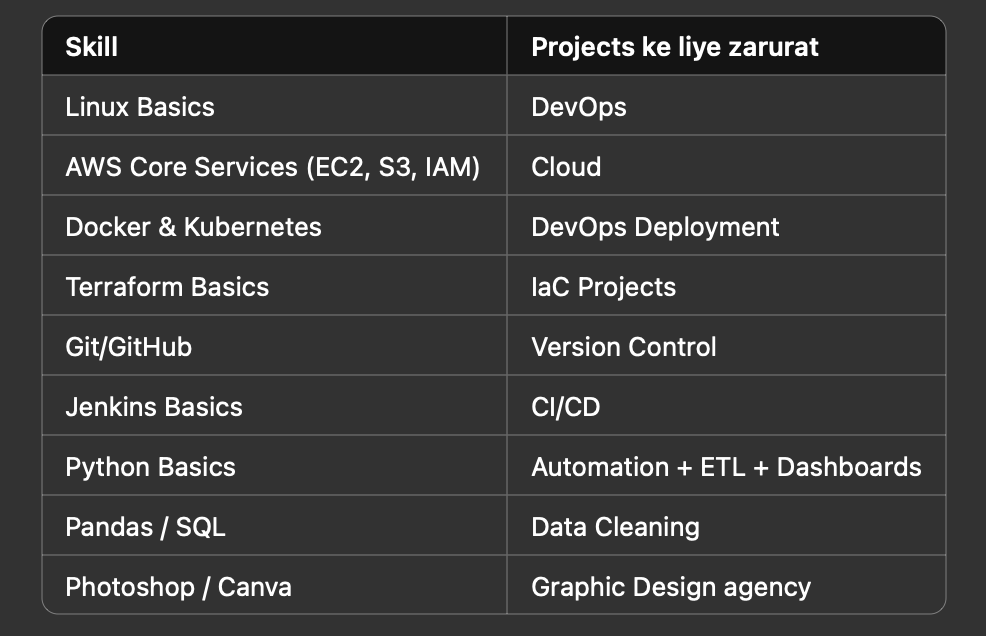 Skill Projects ke liye zarurat
Linux Basics DevOps
AWS Core Services (EC2, S3, IAM) Cloud
Docker & Kubernetes DevOps Deployment
Terraform Basics IaC Projects
Git/GitHub Version Control
Jenkins Basics CI/CD
Python Basics Automation + ETL + Dashboards
Pandas / SQL Data Cleaning
Photoshop / Canva Graphic Design agency